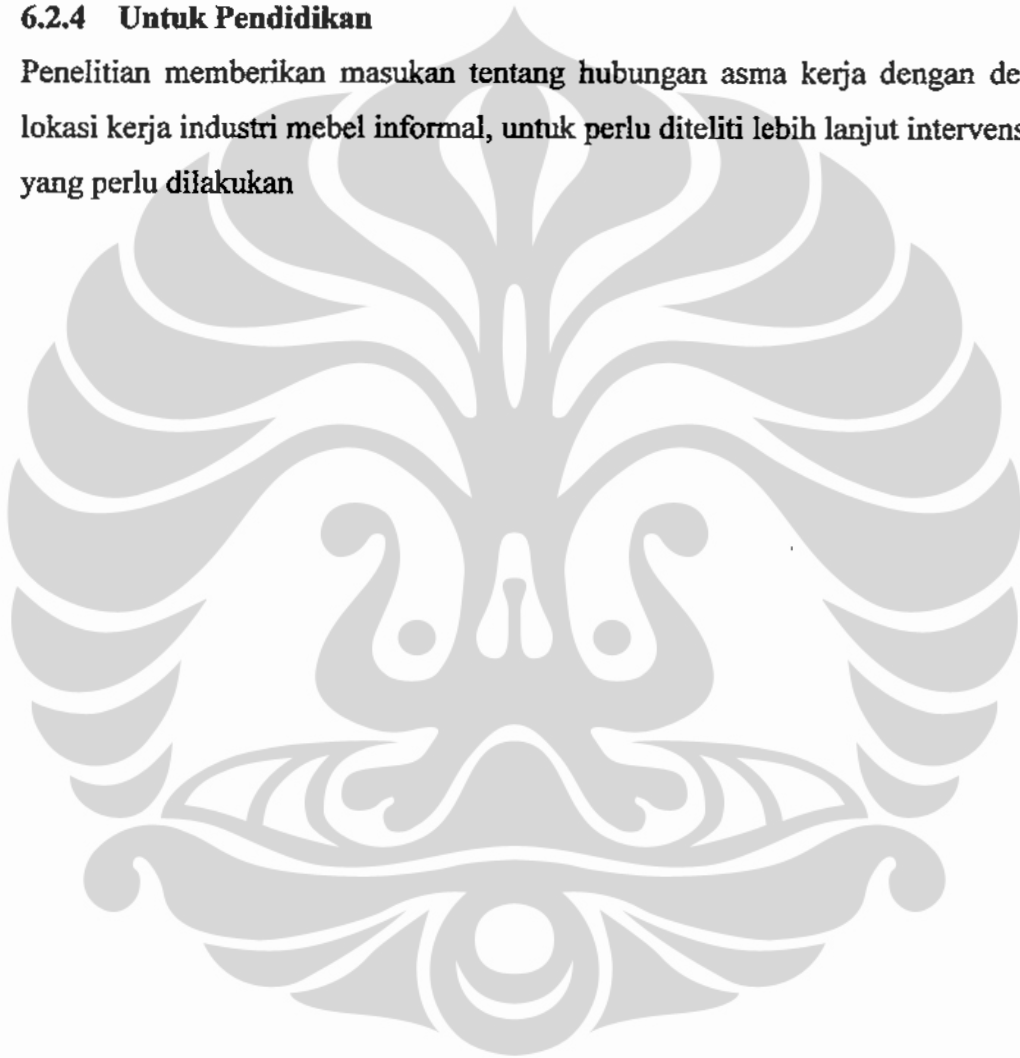 6.2.4 Untuk Pendidikan
Penelitian memberikan masukan tentang hubungan asma kerja dengan de
lokasi kerja industri mebel informal, untuk perlu diteliti lebih lanjut intervens
yang perlu dilakukan